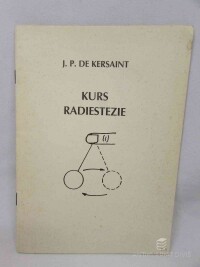 J. P. DE KERSAINT
KURS
RADIESTEZIE